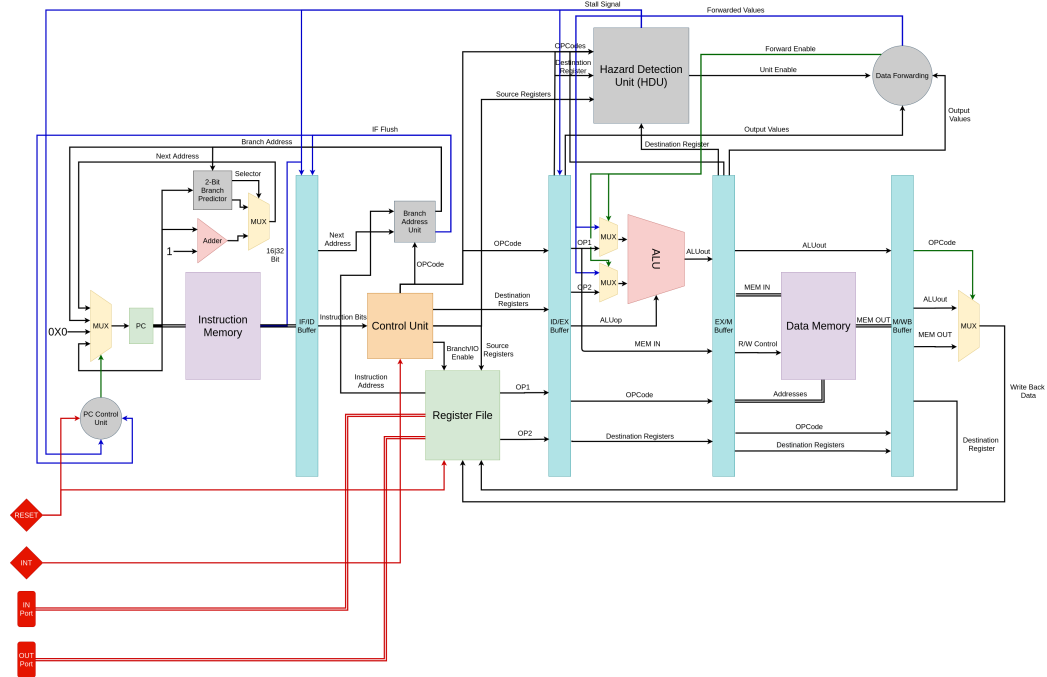 Stall Signal
Forwarded Values
OPCodes
Destination
Register
Source Registers
Hazard Detection
Unit (HDU)
Forward Enable
Unit Enable
Data Forwarding
Output
Values
Output Values
Destination Register
IF Flush
Branch Address
Next Address
2-Bit
Branch
Predictor
Selector
MUX
Adder
1
16|32
Bit
Next
Address
Branch
Address
Unit
OPCode
OPCode
OP1
MUX
OP2
MUX
ALU
ALUout
ALUout
OPCode
0X0
MUX
PC
Instruction
Memory
IF/ID
Buffer
Instruction Bits
Control Unit
Destination
Registers
ID/EX
Buffer
ALUop
EX/M
Buffer
MEM IN
Data Memory
MEM OUT
R/W Control
M/WB
Buffer
ALUout
MEM OUT
MUX
Branch/IO
Enable
Source
Registers
MEM IN
Instruction
Address
Register File
OP1
OP2
OPCode
Addresses
Destination Registers
OPCode
Destination Registers
Write Back
Data
Destination
Register
PC Control
Unit
RESET
INT
IN
Port
OUT
Port